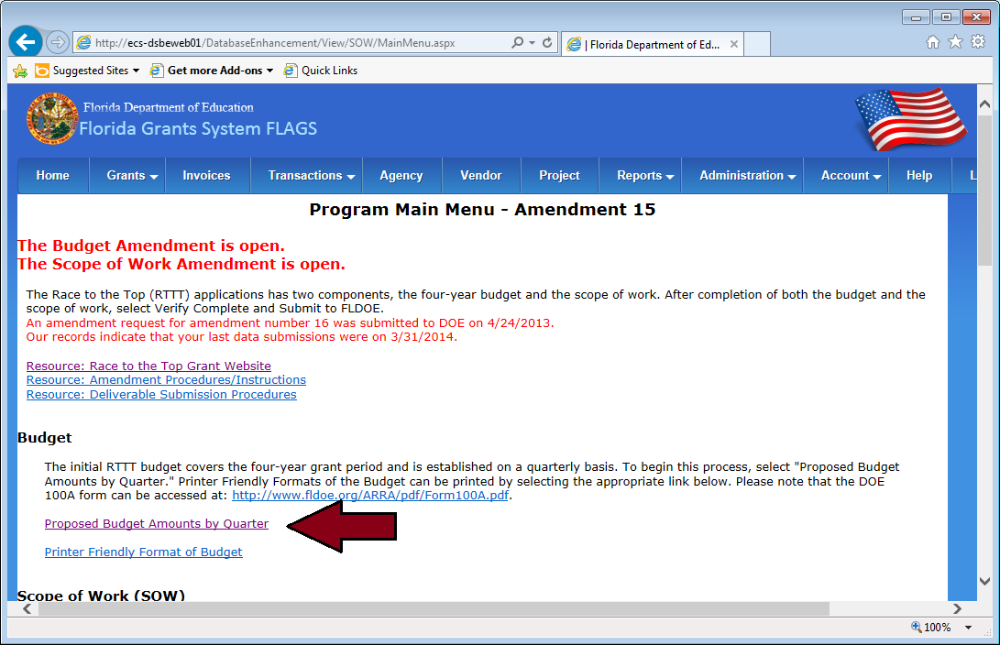 http://ecs-dsbeweb01/DatabaseEnhancement/View/SOW/MainMenu.aspx
| Florida Department of Ed...
Suggested Sites
Get more Add-ons
Quick Links
Florida Department of Education
Florida Grants System FLAGS
Home Grants Invoices Transactions Agency Vendor Project Reports Administration Account Help L
Program Main Menu - Amendment 15
The Budget Amendment is open.
The Scope of Work Amendment is open.
The Race to the Top (RTTT) applications has two components, the four-year budget and the scope of work. After completion of both the budget and the
scope of work, select Verify Complete and Submit to FLDOE.
An amendment request for amendment number 16 was submitted to DOE on 4/24/2013.
Our records indicate that your last data submissions were on 3/31/2014.
Resource: Race to the Top Grant Website
Resource: Amendment Procedures/Instructions
Resource: Deliverable Submission Procedures
Budget
The initial RTTT budget covers the four-year grant period and is established on a quarterly basis. To begin this process, select "Proposed Budget
Amounts by Quarter." Printer Friendly Formats of the Budget can be printed by selecting the appropriate link below. Please note that the DOE
100A form can be accessed at: http://www.fldoe.org/ARRA/pdf/Form100A.pdf.
Proposed Budget Amounts by Quarter
Printer Friendly Format of Budget
Scope of Work (SOW)
100%